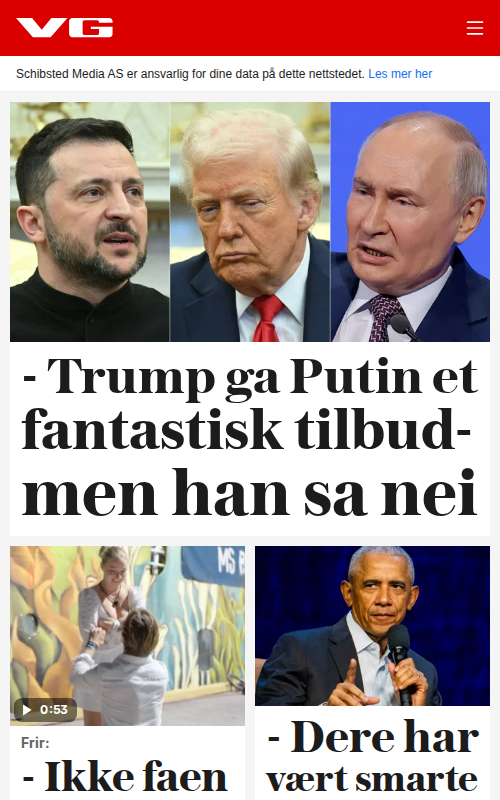 VG
Schibsted Media AS er ansvarlig for dine data på dette nettstedet. Les mer her
- Trump ga Putin et
fantastisk tilbud-
men han sa nei
MS
0:53
Frir:
- Ikke faen
- Dere har
vært smarte